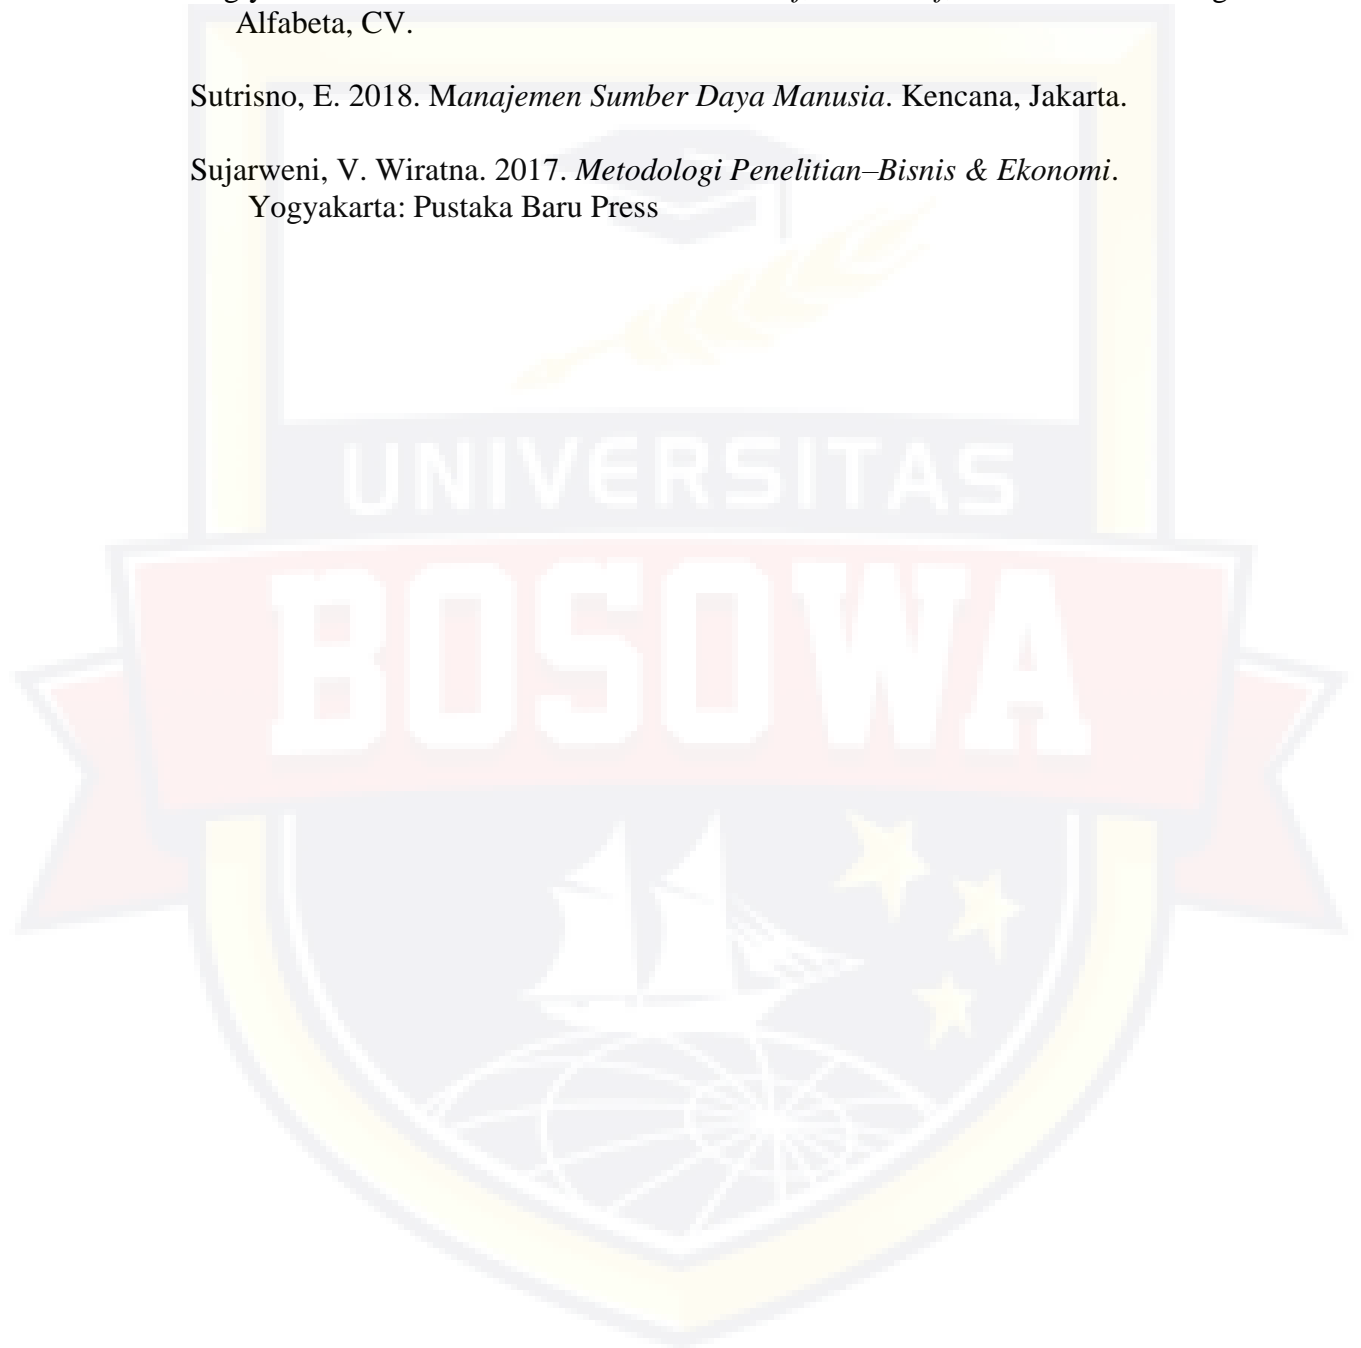 Alfabeta, CV.
Sutrisno, E. 2018. Manajemen Sumber Daya Manusia. Kencana, Jakarta.
Sujarweni, V. Wiratna. 2017. Metodologi Penelitian–Bisnis & Ekonomi.
Yogyakarta: Pustaka Baru Press
UNIVERSITAS
BOSOWA